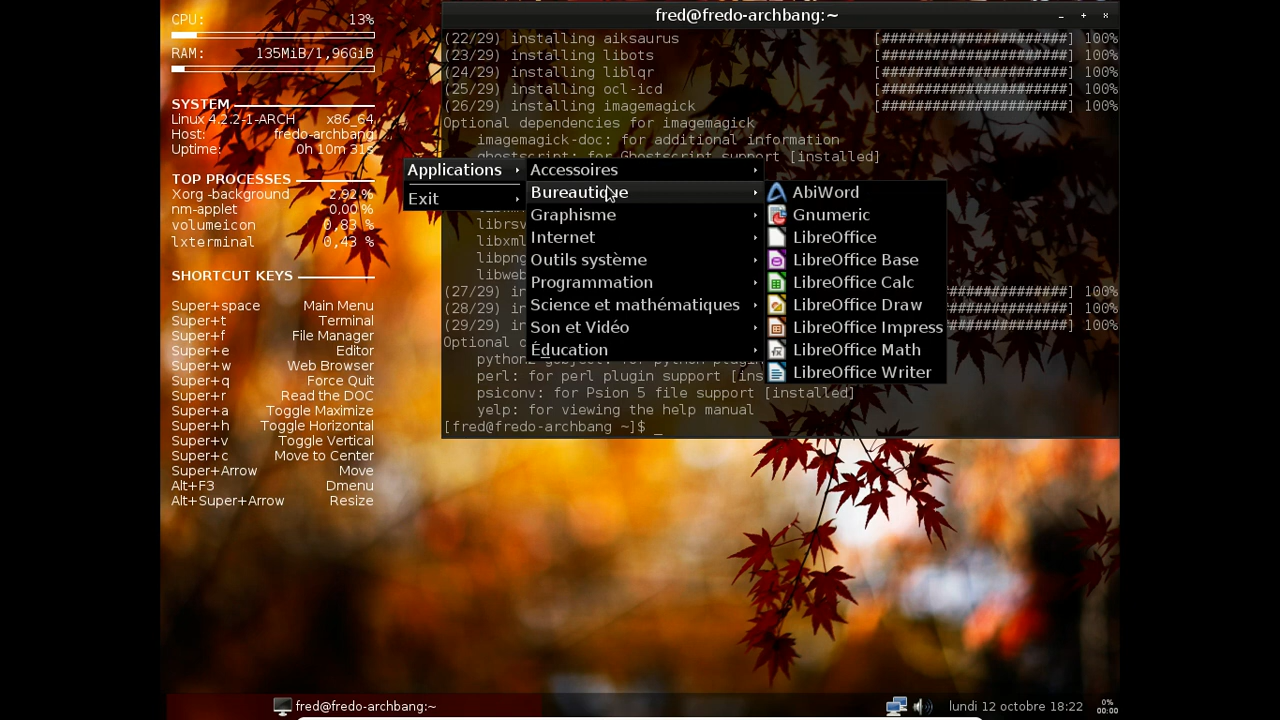 CPU: 13%
RAM: 135MiB/1,96GiB
SYSTEM
Linux 4.2.2-1-ARCH x86_64
Host: fredo-archbang
Uptime: 0h 10m 31s
TOP PROCESSES
Xorg -background 2,92 %
nm-applet 0,00 %
volumeicon 0,83 %
lxterminal 0,43 %
SHORTCUT KEYS
Super+space Main Menu
Super+t Terminal
Super+f File Manager
Super+e Editor
Super+w Web Browser
Super+q Force Quit
Super+r Read the DOC
Super+a Toggle Maximize
Super+h Toggle Horizontal
Super+v Toggle Vertical
Super+c Move to Center
Super+Arrow Move
Alt+F3 Dmenu
Alt+Super+Arrow Resize
fred@fredo-archbang:~
(22/29) installing aiksaurus [######################] 100%
(23/29) installing libots [######################] 100%
(24/29) installing liblqr [######################] 100%
(25/29) installing ocl-icd [######################] 100%
(26/29) installing imagemagick [######################] 100%
Optional dependencies for imagemagick
imagemagick-doc: for additional information
ghostscript: for Ghostscript support [installed]
(27/29) in ######################] 100%
(28/29) in ######################] 100%
(29/29) in ######################] 100%
perl: for perl plugin support [ins
psiconv: for Psion 5 file support [installed]
yelp: for viewing the help manual
[fred@fredo-archbang ~]$ _
Applications
Exit
Accessoires
Bureautique
Graphisme
Internet
Outils système
Programmation
Science et mathématiques
Son et Vidéo
Éducation
AbiWord
Gnumeric
LibreOffice
LibreOffice Base
LibreOffice Calc
LibreOffice Draw
LibreOffice Impress
LibreOffice Math
LibreOffice Writer
fred@fredo-archbang:~
lundi 12 octobre 18:22
0%
00:00